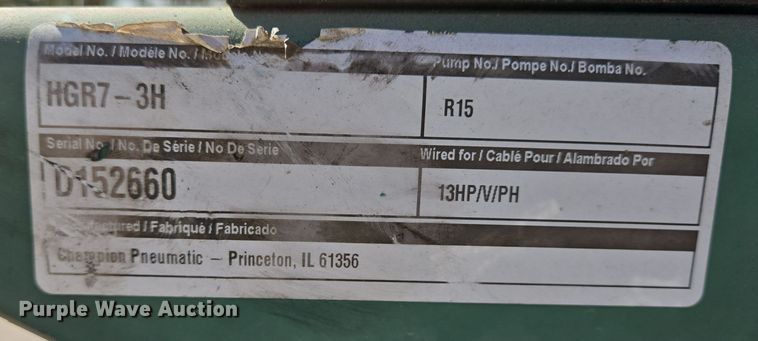 Model No. / Modèle No. /
Pump No./ Pompe No./ Bomba No.
HGR7-3H
R15
Serial No. / No. De Série / No De Serie
Wired for / Cablé Pour / Alambrado Por
D152660
13HP/V/PH
/ Fabriqué / Fabricado
Champion Pneumatic – Princeton, IL 61356
Purple Wave Auction